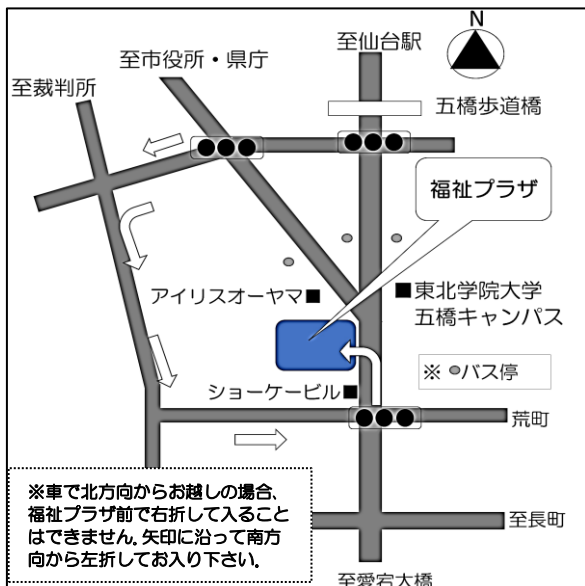 至仙台駅
N
至市役所・県庁
至裁判所
五橋歩道橋
福祉プラザ
アイリスオーヤマ■
■東北学院大学
五橋キャンパス
※ ●バス停
ショーケービル■
荒町
※車で北方向からお越しの場合、
福祉プラザ前で右折して入ること
はできません。矢印に沿って南方
向から左折してお入り下さい。
至長町
至愛宕大橋